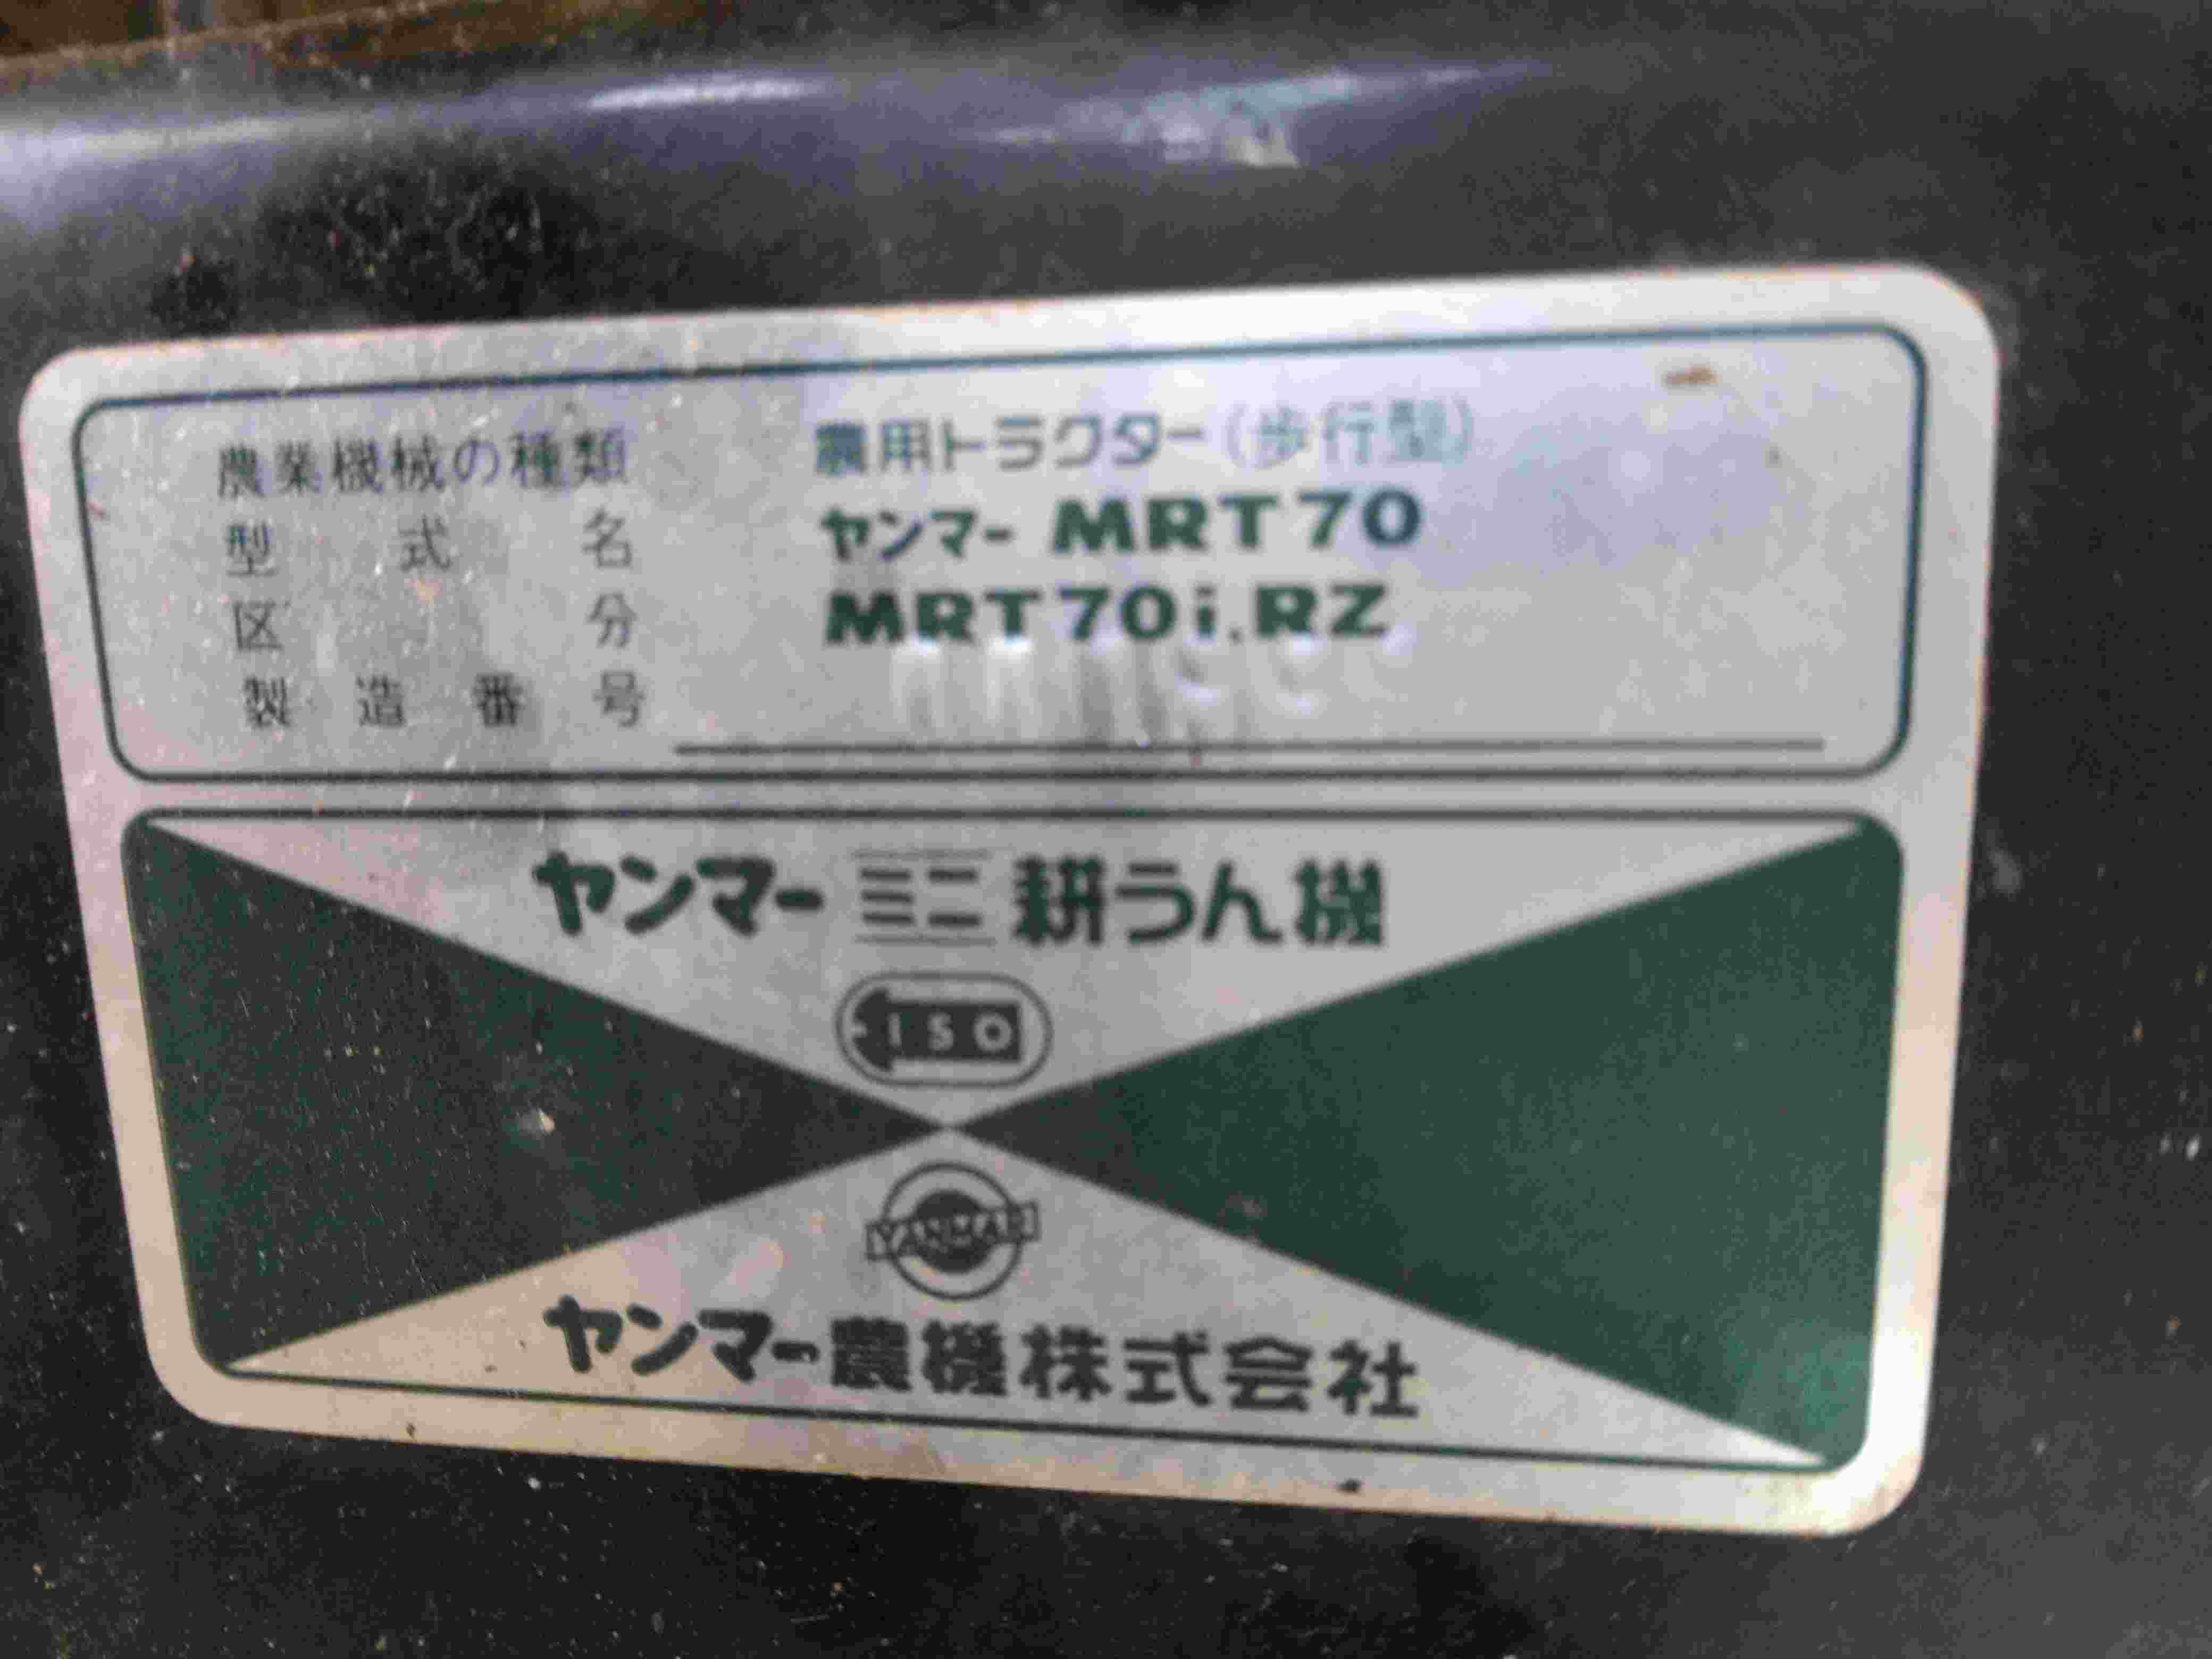 農業機械の種類 農用トラクター(歩行型)
型式名 ヤンマー MRT70
区分 MRT70i.RZ
製造番号
ヤンマーミニ耕うん機
ISO
YANMAR
ヤンマー農機株式会社